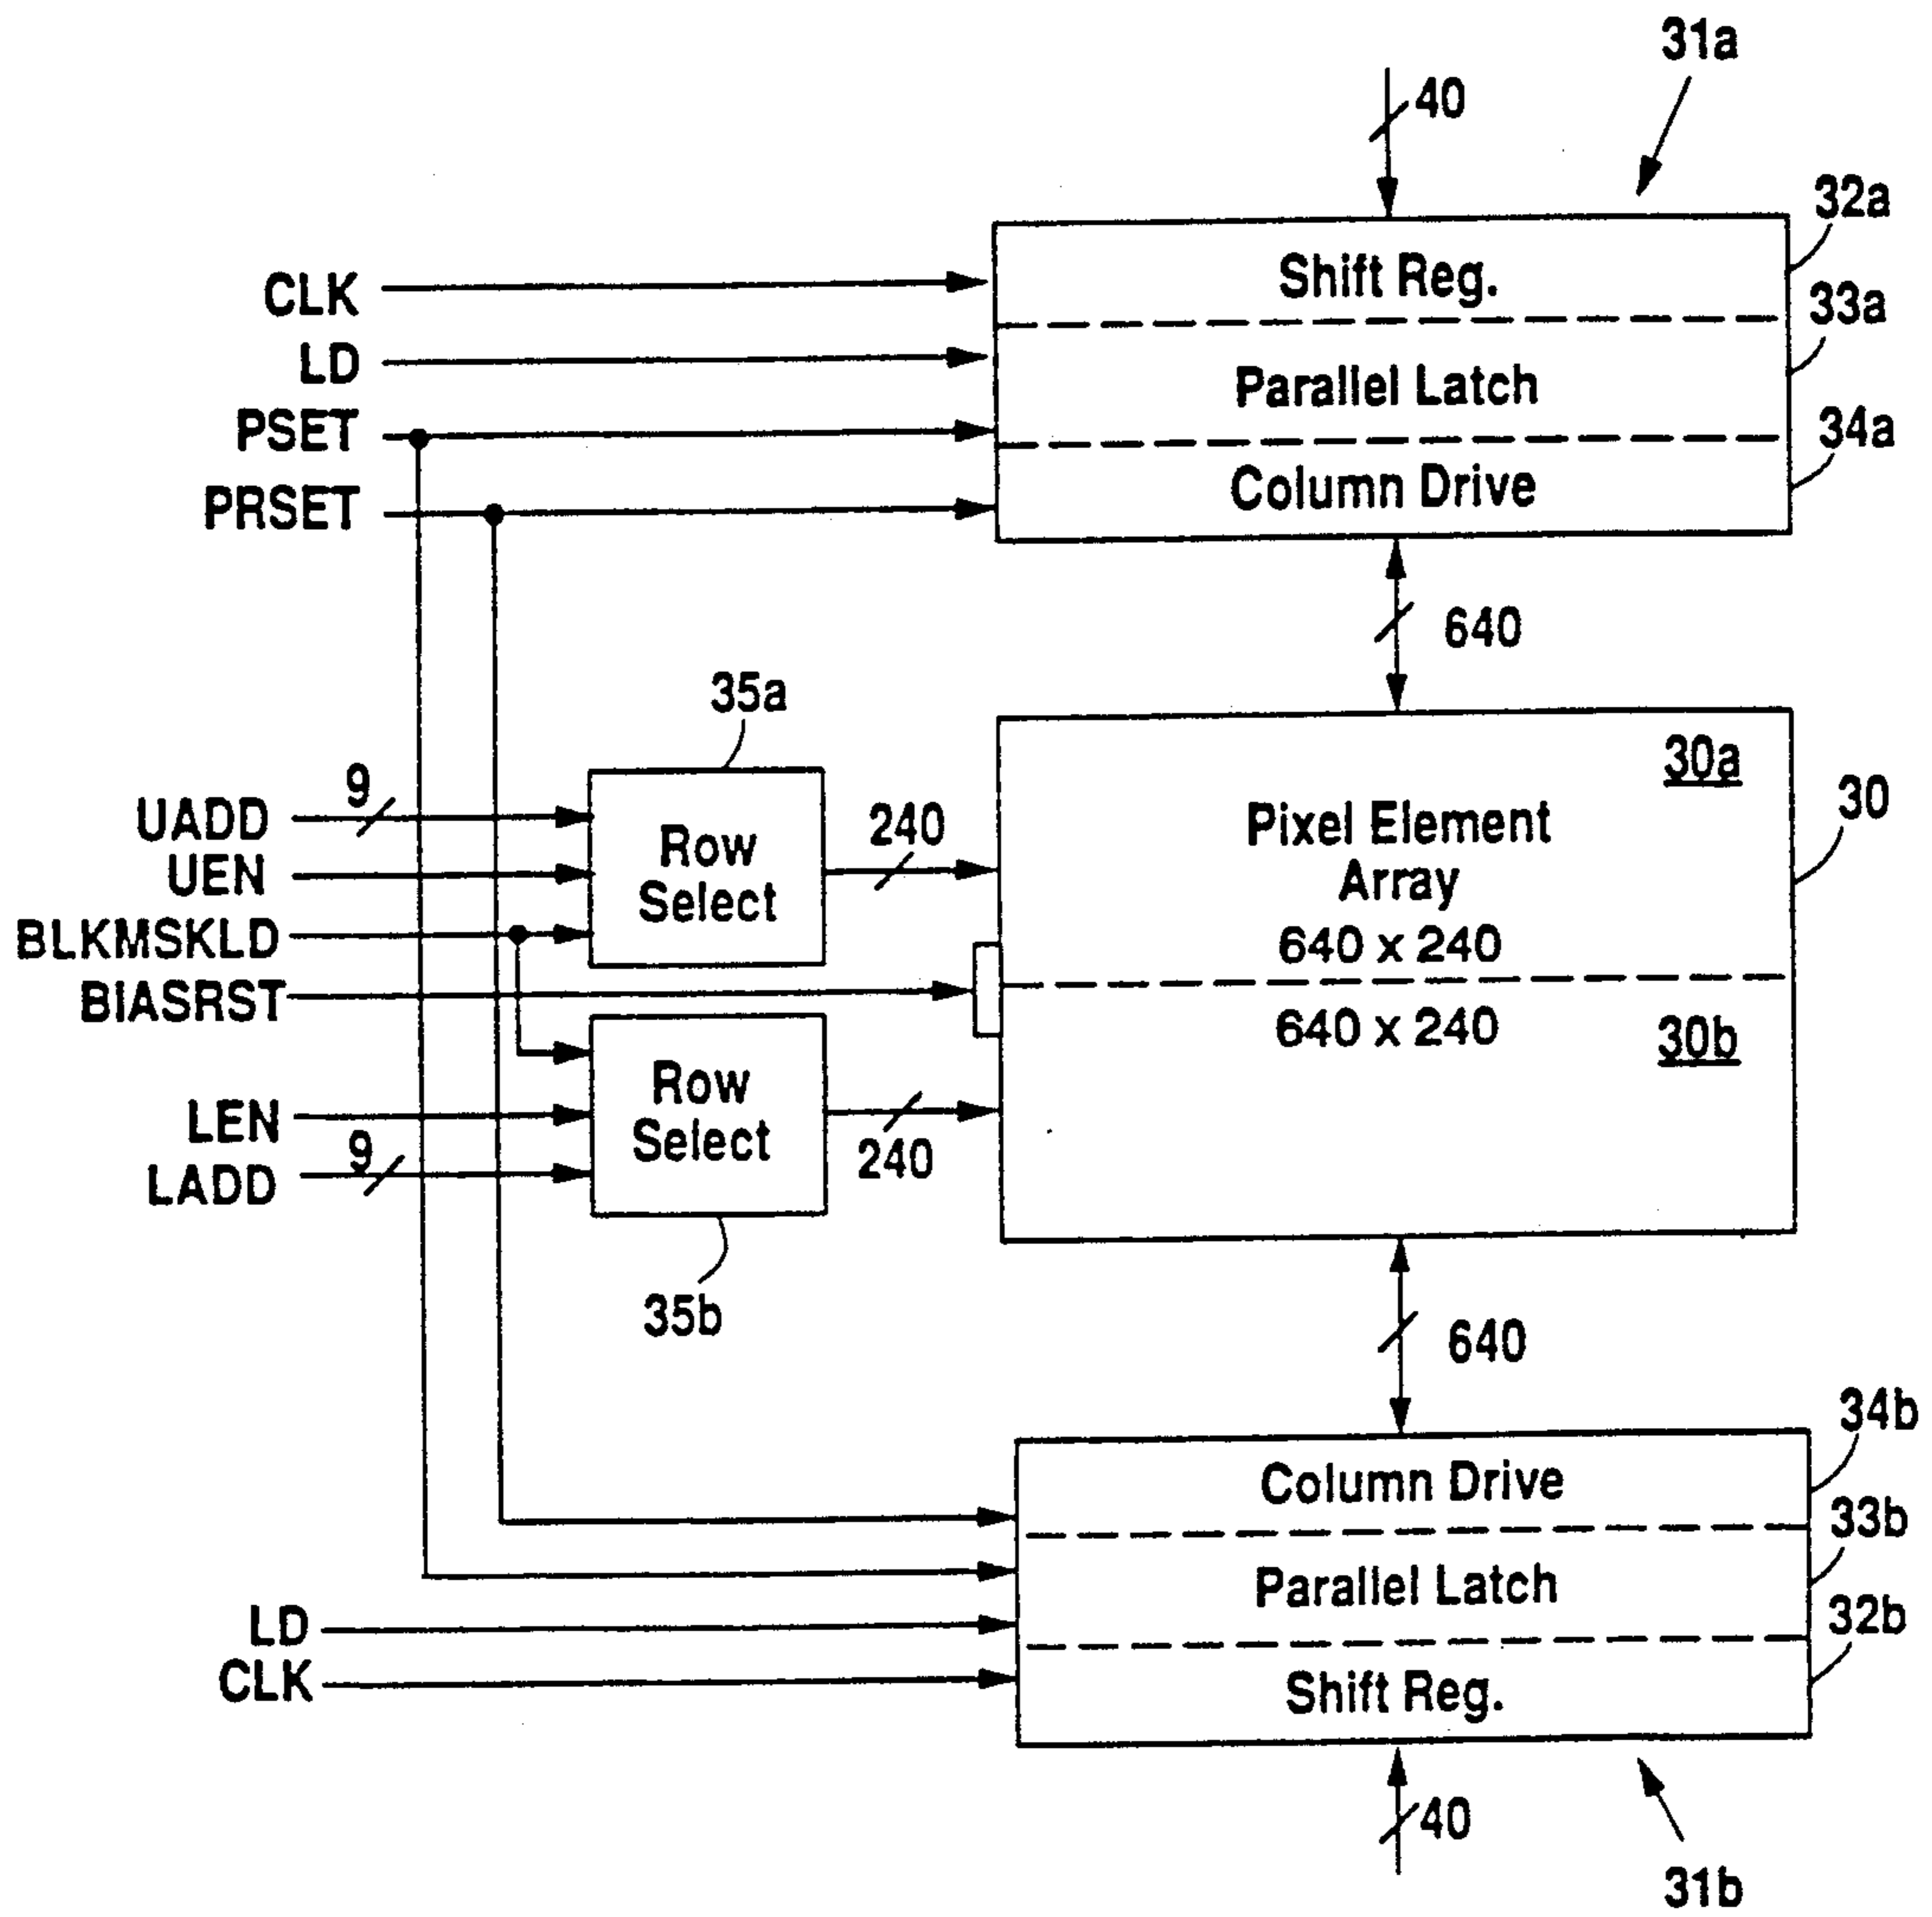 31a
40
32a
Shift Reg.
CLK
33a
LD
Parallel Latch
34a
PSET
Column Drive
PRSET
640
35a
30a
9
30
UADD
240
Pixel Element
Row
UEN
Array
Select
BLKMSKLD
640 x 240
BIASRST
640 x 240
30b
Row
LEN
Select
9
240
LADD
35b
640
34b
Column Drive
33b
Parallel Latch
LD
32b
CLK
Shift Reg.
40
31b